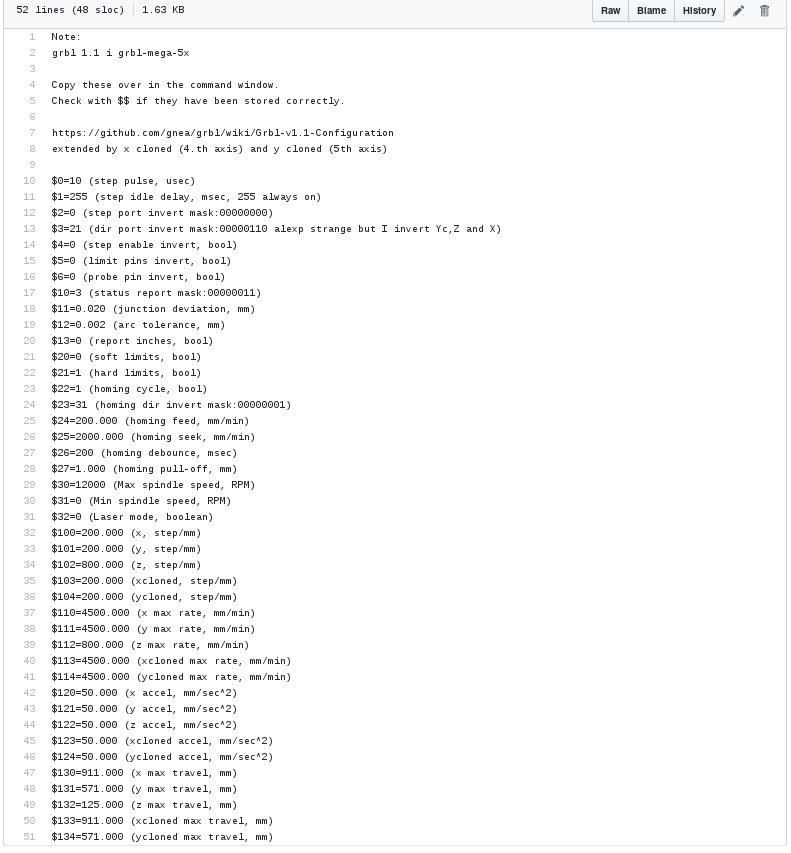 52 lines (48 sloc) 1.63 KB Raw Blame History
1 Note:
2 grbl 1.1 i grbl-mega-5x
3
4 Copy these over in the command window.
5 Check with $$ if they have been stored correctly.
6
7 https://github.com/gnea/grbl/wiki/Grbl-v1.1-Configuration
8 extended by x cloned (4.th axis) and y cloned (5th axis)
9
10 $0=10 (step pulse, usec)
11 $1=255 (step idle delay, msec, 255 always on)
12 $2=0 (step port invert mask:00000000)
13 $3=21 (dir port invert mask:00000110 alexp strange but I invert Yc,Z and X)
14 $4=0 (step enable invert, bool)
15 $5=0 (limit pins invert, bool)
16 $6=0 (probe pin invert, bool)
17 $10=3 (status report mask:00000011)
18 $11=0.020 (junction deviation, mm)
19 $12=0.002 (arc tolerance, mm)
20 $13=0 (report inches, bool)
21 $20=0 (soft limits, bool)
22 $21=1 (hard limits, bool)
23 $22=1 (homing cycle, bool)
24 $23=31 (homing dir invert mask:00000001)
25 $24=200.000 (homing feed, mm/min)
26 $25=2000.000 (homing seek, mm/min)
27 $26=200 (homing debounce, msec)
28 $27=1.000 (homing pull-off, mm)
29 $30=12000 (Max spindle speed, RPM)
30 $31=0 (Min spindle speed, RPM)
31 $32=0 (Laser mode, boolean)
32 $100=200.000 (x, step/mm)
33 $101=200.000 (y, step/mm)
34 $102=800.000 (z, step/mm)
35 $103=200.000 (xcloned, step/mm)
36 $104=200.000 (ycloned, step/mm)
37 $110=4500.000 (x max rate, mm/min)
38 $111=4500.000 (y max rate, mm/min)
39 $112=800.000 (z max rate, mm/min)
40 $113=4500.000 (xcloned max rate, mm/min)
41 $114=4500.000 (ycloned max rate, mm/min)
42 $120=50.000 (x accel, mm/sec^2)
43 $121=50.000 (y accel, mm/sec^2)
44 $122=50.000 (z accel, mm/sec^2)
45 $123=50.000 (xcloned accel, mm/sec^2)
46 $124=50.000 (ycloned accel, mm/sec^2)
47 $130=911.000 (x max travel, mm)
48 $131=571.000 (y max travel, mm)
49 $132=125.000 (z max travel, mm)
50 $133=911.000 (xcloned max travel, mm)
51 $134=571.000 (ycloned max travel, mm)